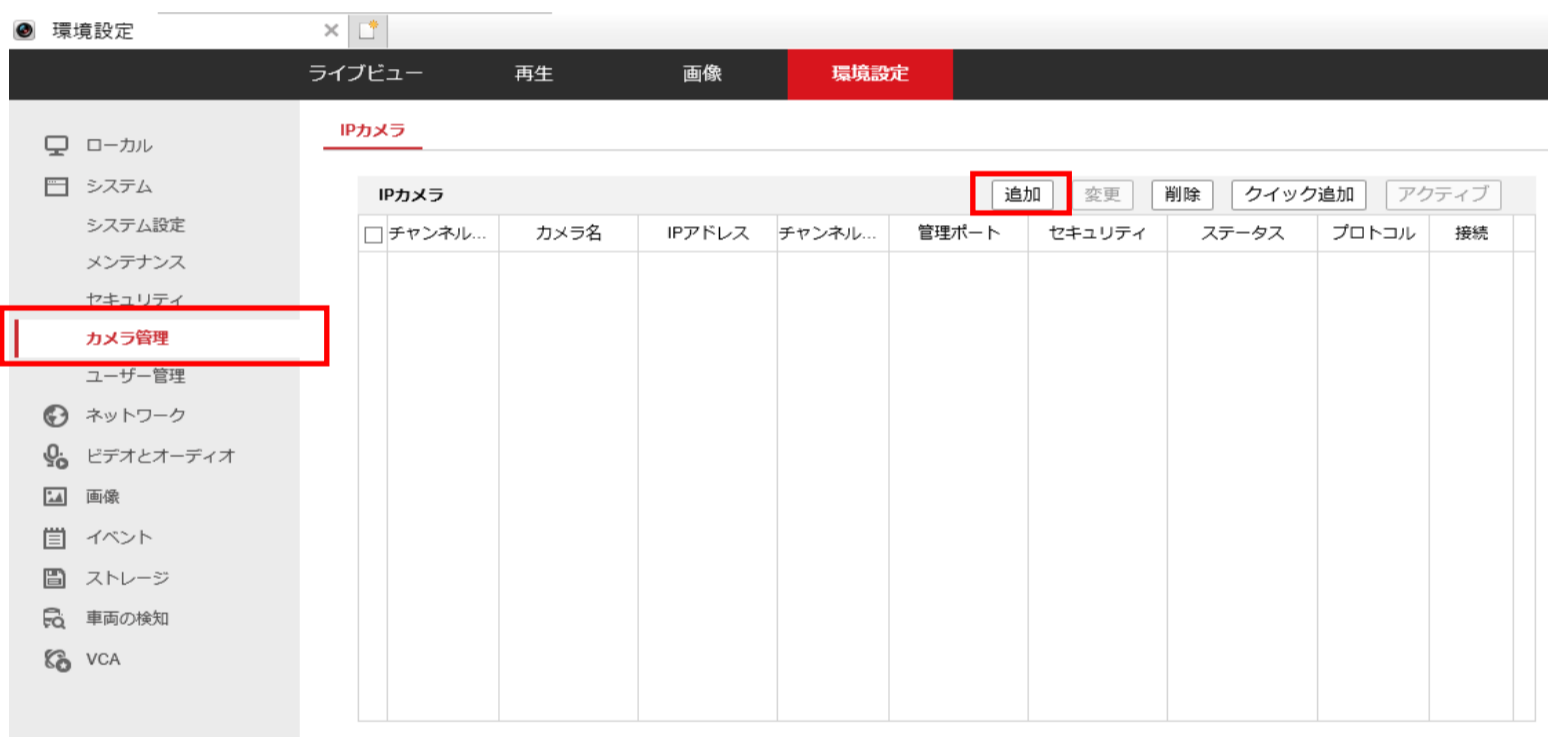 環境設定
ライブビュー 再生 画像 環境設定
ローカル
システム
システム設定
メンテナンス
セキュリティ
カメラ管理
ユーザー管理
ネットワーク
ビデオとオーディオ
画像
イベント
ストレージ
車両の検知
VCA
IPカメラ
IPカメラ 追加 変更 削除 クイック追加 アクティブ
チャンネル... カメラ名 IPアドレス チャンネル... 管理ポート セキュリティ ステータス プロトコル 接続